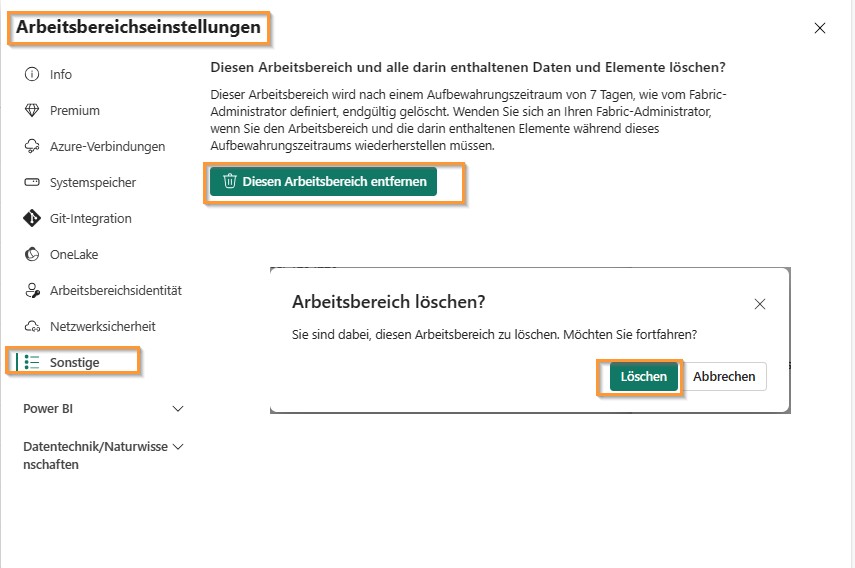 Arbeitsbereichseinstellungen
Info
Premium
Azure-Verbindungen
Systemspeicher
Git-Integration
OneLake
Arbeitsbereichsidentität
Netzwerksicherheit
Sonstige
Power BI
Datentechnik/Naturwisse
nschaften
Diesen Arbeitsbereich und alle darin enthaltenen Daten und Elemente löschen?
Dieser Arbeitsbereich wird nach einem Aufbewahrungszeitraum von 7 Tagen, wie vom Fabric-
Administrator definiert, endgültig gelöscht. Wenden Sie sich an Ihren Fabric-Administrator,
wenn Sie den Arbeitsbereich und die darin enthaltenen Elemente während dieses
Aufbewahrungszeitraums wiederherstellen müssen.
Diesen Arbeitsbereich entfernen
Arbeitsbereich löschen?
Sie sind dabei, diesen Arbeitsbereich zu löschen. Möchten Sie fortfahren?
Löschen
Abbrechen